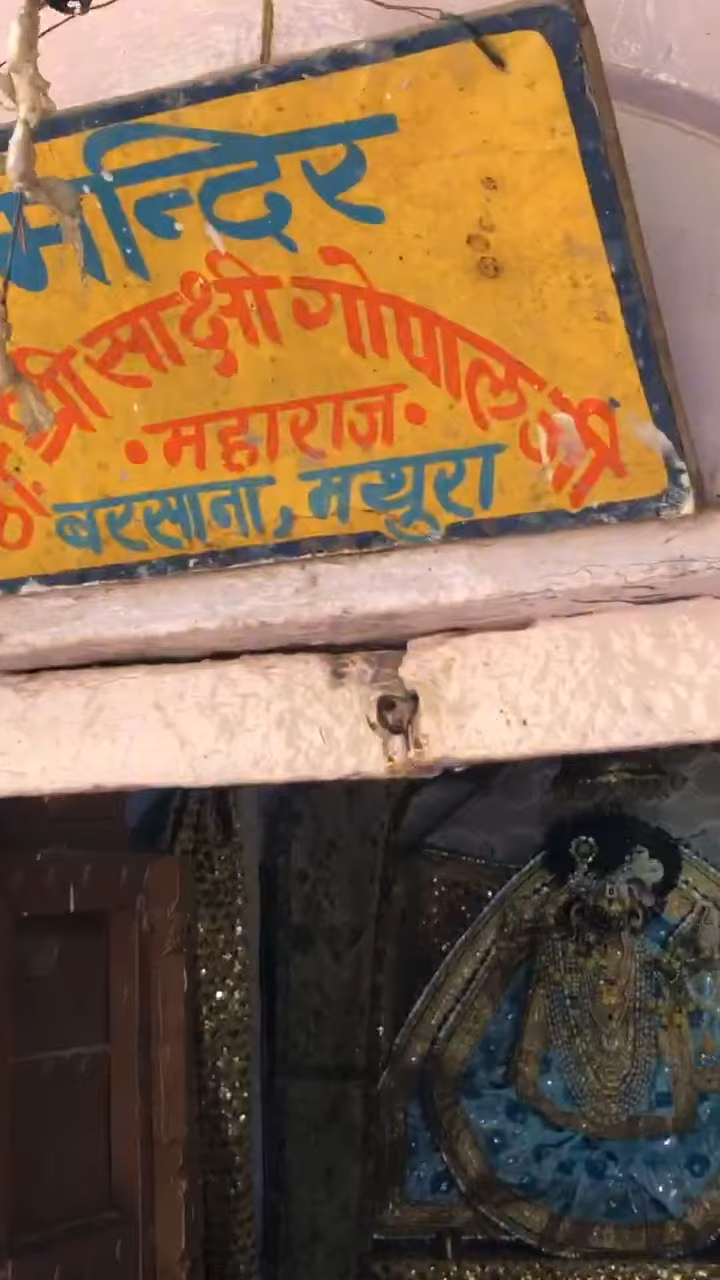 मन्दिर
श्री साक्षी गोपाल जी
• महाराज •
बरसाना, मथुरा